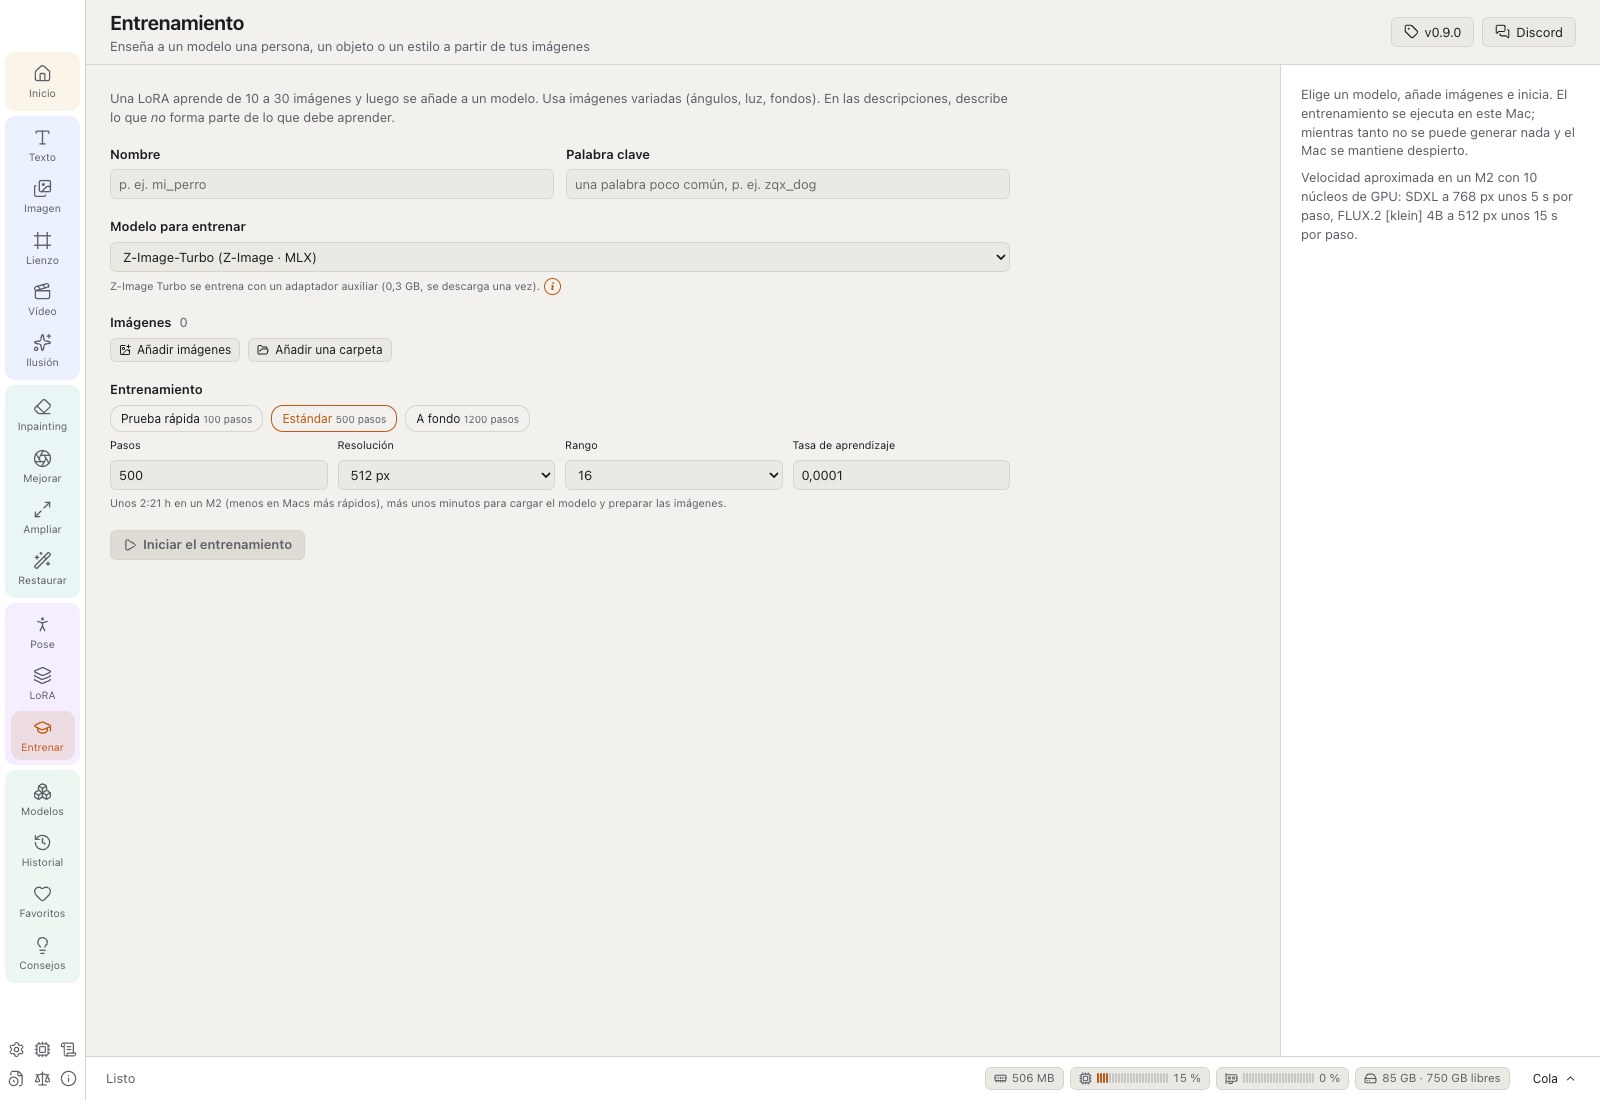 Entrenamiento
Enseña a un modelo una persona, un objeto o un estilo a partir de tus imágenes
v0.9.0
Discord
Inicio
Texto
Imagen
Lienzo
Vídeo
Ilusión
Inpainting
Mejorar
Ampliar
Restaurar
Pose
LoRA
Entrenar
Modelos
Historial
Favoritos
Consejos
Una LoRA aprende de 10 a 30 imágenes y luego se añade a un modelo. Usa imágenes variadas (ángulos, luz, fondos). En las descripciones, describe
lo que no forma parte de lo que debe aprender.
Nombre
Palabra clave
p. ej. mi_perro
una palabra poco común, p. ej. zqx_dog
Modelo para entrenar
Z-Image-Turbo (Z-Image · MLX)
Z-Image Turbo se entrena con un adaptador auxiliar (0,3 GB, se descarga una vez). i
Imágenes 0
Añadir imágenes
Añadir una carpeta
Entrenamiento
Prueba rápida 100 pasos
Estándar 500 pasos
A fondo 1200 pasos
Pasos
Resolución
Rango
Tasa de aprendizaje
500
512 px
16
0,0001
Unos 2:21 h en un M2 (menos en Macs más rápidos), más unos minutos para cargar el modelo y preparar las imágenes.
Iniciar el entrenamiento
Elige un modelo, añade imágenes e inicia. El
entrenamiento se ejecuta en este Mac;
mientras tanto no se puede generar nada y el
Mac se mantiene despierto.
Velocidad aproximada en un M2 con 10
núcleos de GPU: SDXL a 768 px unos 5 s por
paso, FLUX.2 [klein] 4B a 512 px unos 15 s
por paso.
Listo
506 MB
15 %
0 %
85 GB · 750 GB libres
Cola